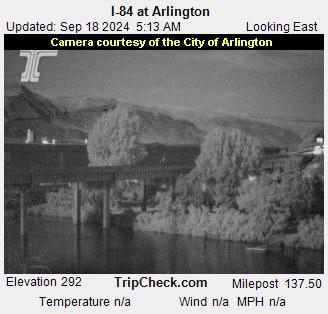 I-84 at Arlington
Updated: Sep 18 2024 5:13 AM Looking East
Camera courtesy of the City of Arlington
Elevation 292 TripCheck.com Milepost 137.50
Temperature n/a Wind n/a MPH n/a